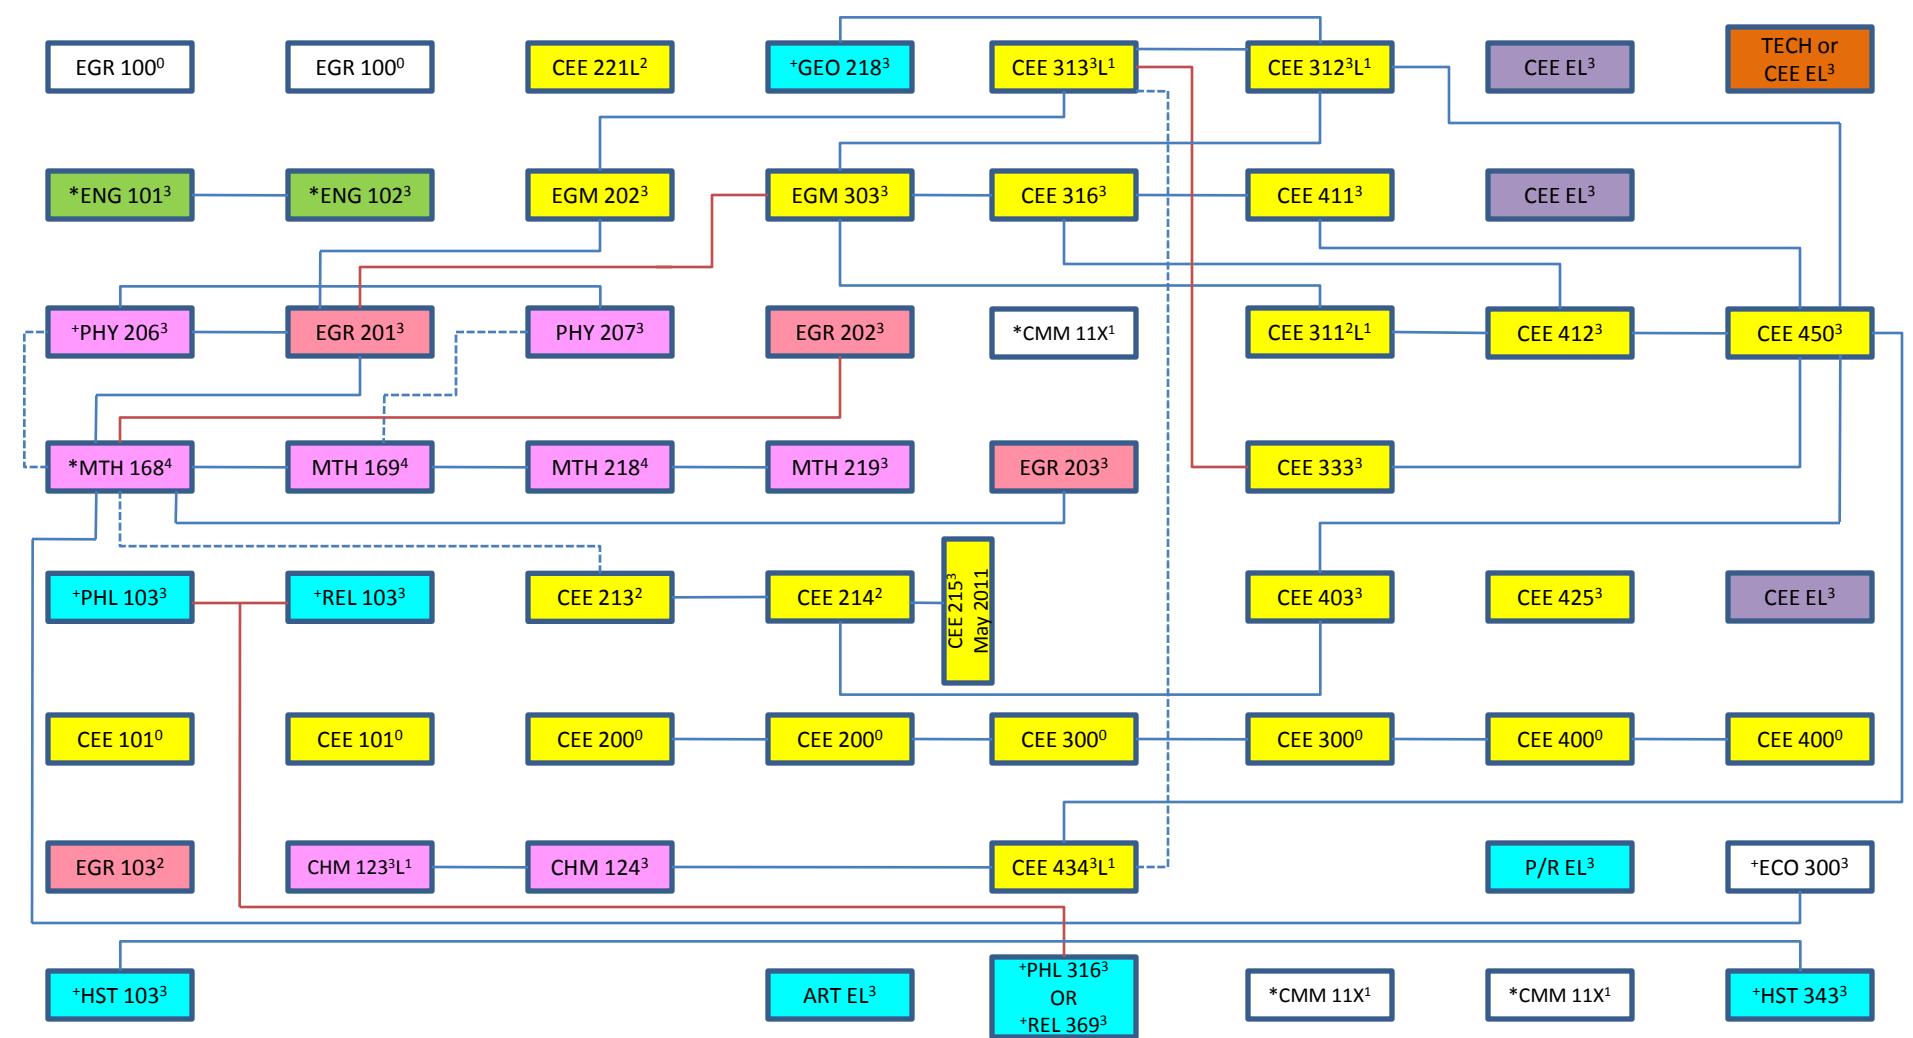 EGR 100⁰
EGR 100⁰
CEE 221L²
⁺GEO 218³
CEE 313³L¹
CEE 312³L¹
CEE EL³
TECH or
CEE EL³
*ENG 101³
*ENG 102³
EGM 202³
EGM 303³
CEE 316³
CEE 411³
CEE EL³
⁺PHY 206³
EGR 201³
PHY 207³
EGR 202³
*CMM 11X¹
CEE 311²L¹
CEE 412³
CEE 450³
*MTH 168⁴
MTH 169⁴
MTH 218⁴
MTH 219³
EGR 203³
CEE 333³
⁺PHL 103³
⁺REL 103³
CEE 213²
CEE 214²
CEE 215³
May 2011
CEE 403³
CEE 425³
CEE EL³
CEE 101⁰
CEE 101⁰
CEE 200⁰
CEE 200⁰
CEE 300⁰
CEE 300⁰
CEE 400⁰
CEE 400⁰
EGR 103²
CHM 123³L¹
CHM 124³
CEE 434³L¹
P/R EL³
⁺ECO 300³
⁺HST 103³
ART EL³
⁺PHL 316³
OR
⁺REL 369³
*CMM 11X¹
*CMM 11X¹
⁺HST 343³